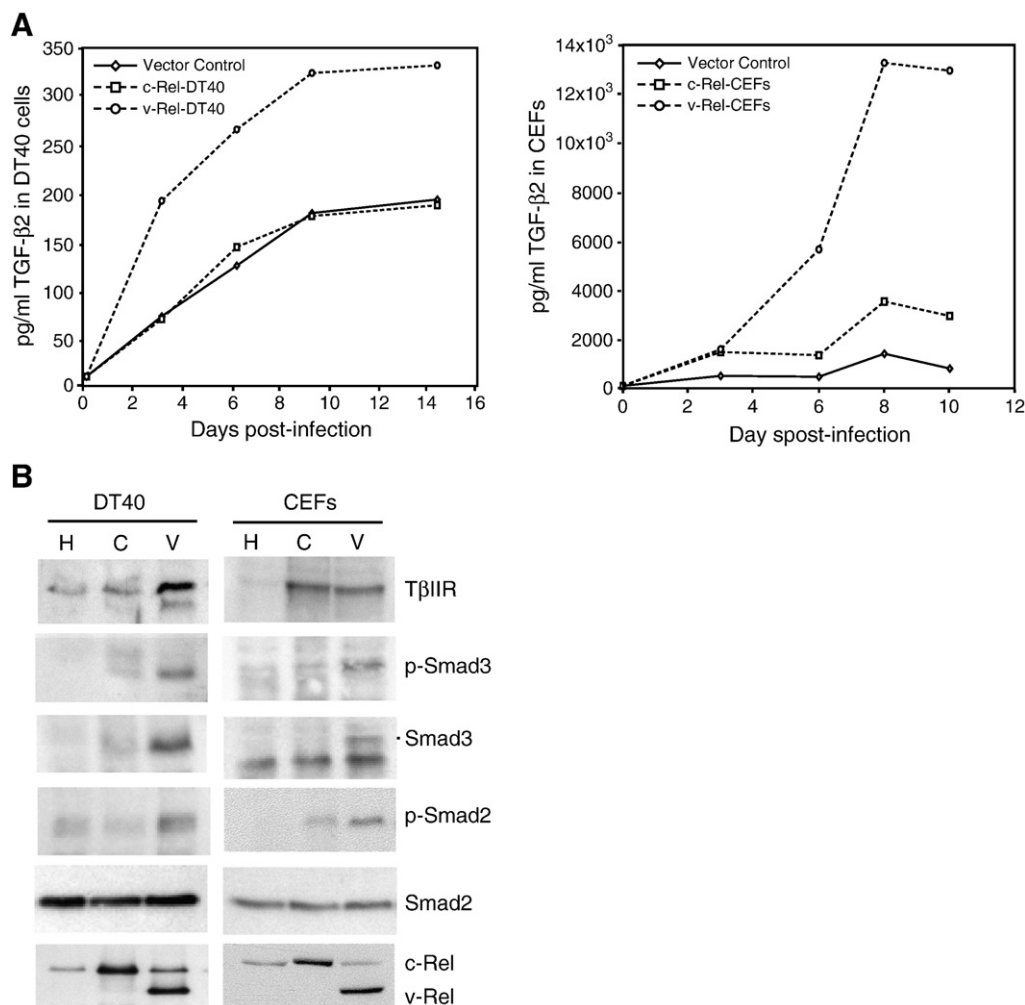 A
pg/ml TGF-β2 in DT40 cells
350
300
250
200
150
100
50
0
Vector Control
c-Rel-DT40
v-Rel-DT40
0 2 4 6 8 10 12 14 16
Days post-infection
pg/ml TGF-β2 in CEFs
14x10³
12x10³
10x10³
8000
6000
4000
2000
0
Vector Control
c-Rel-CEFs
v-Rel-CEFs
0 2 4 6 8 10 12
Day spost-infection
B
DT40 CEFs
H C V H C V
TβIIR
p-Smad3
Smad3
p-Smad2
Smad2
c-Rel
v-Rel